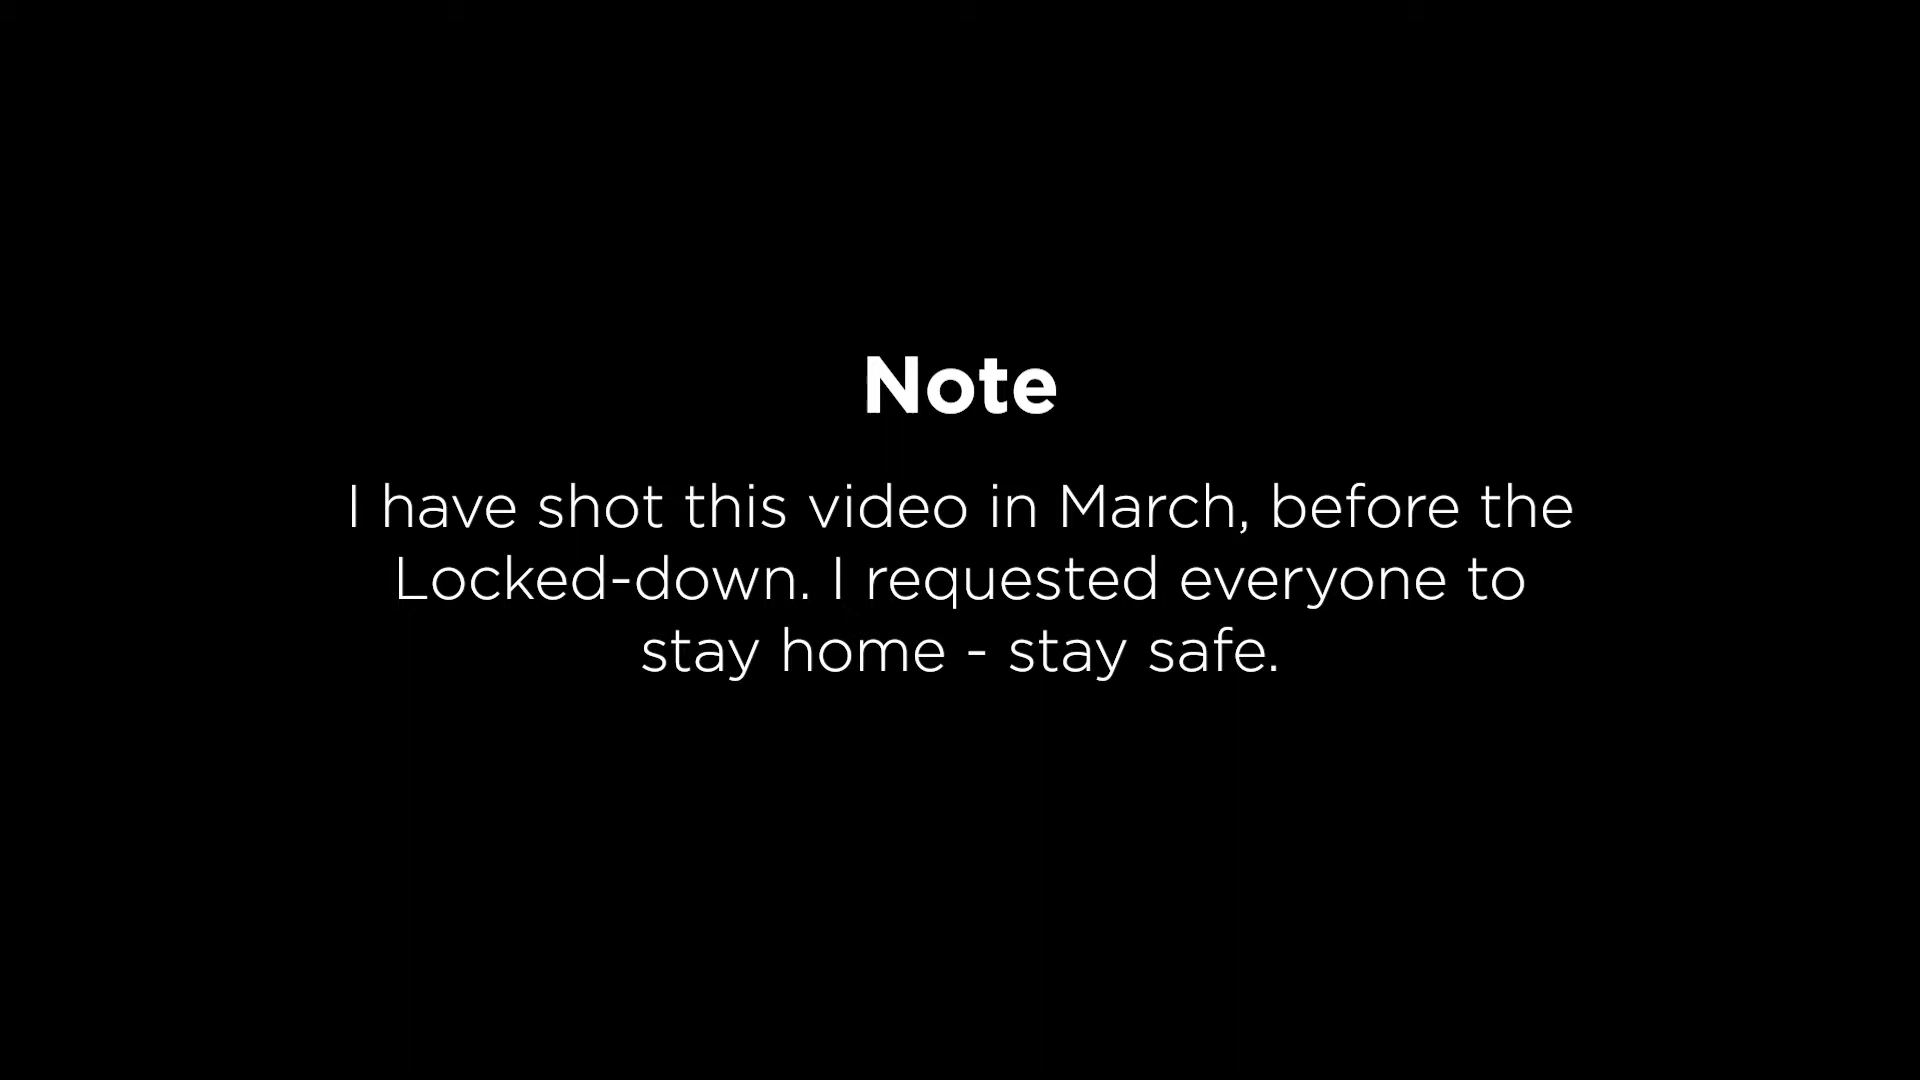 Note
I have shot this video in March, before the
Locked-down. I requested everyone to
stay home - stay safe.